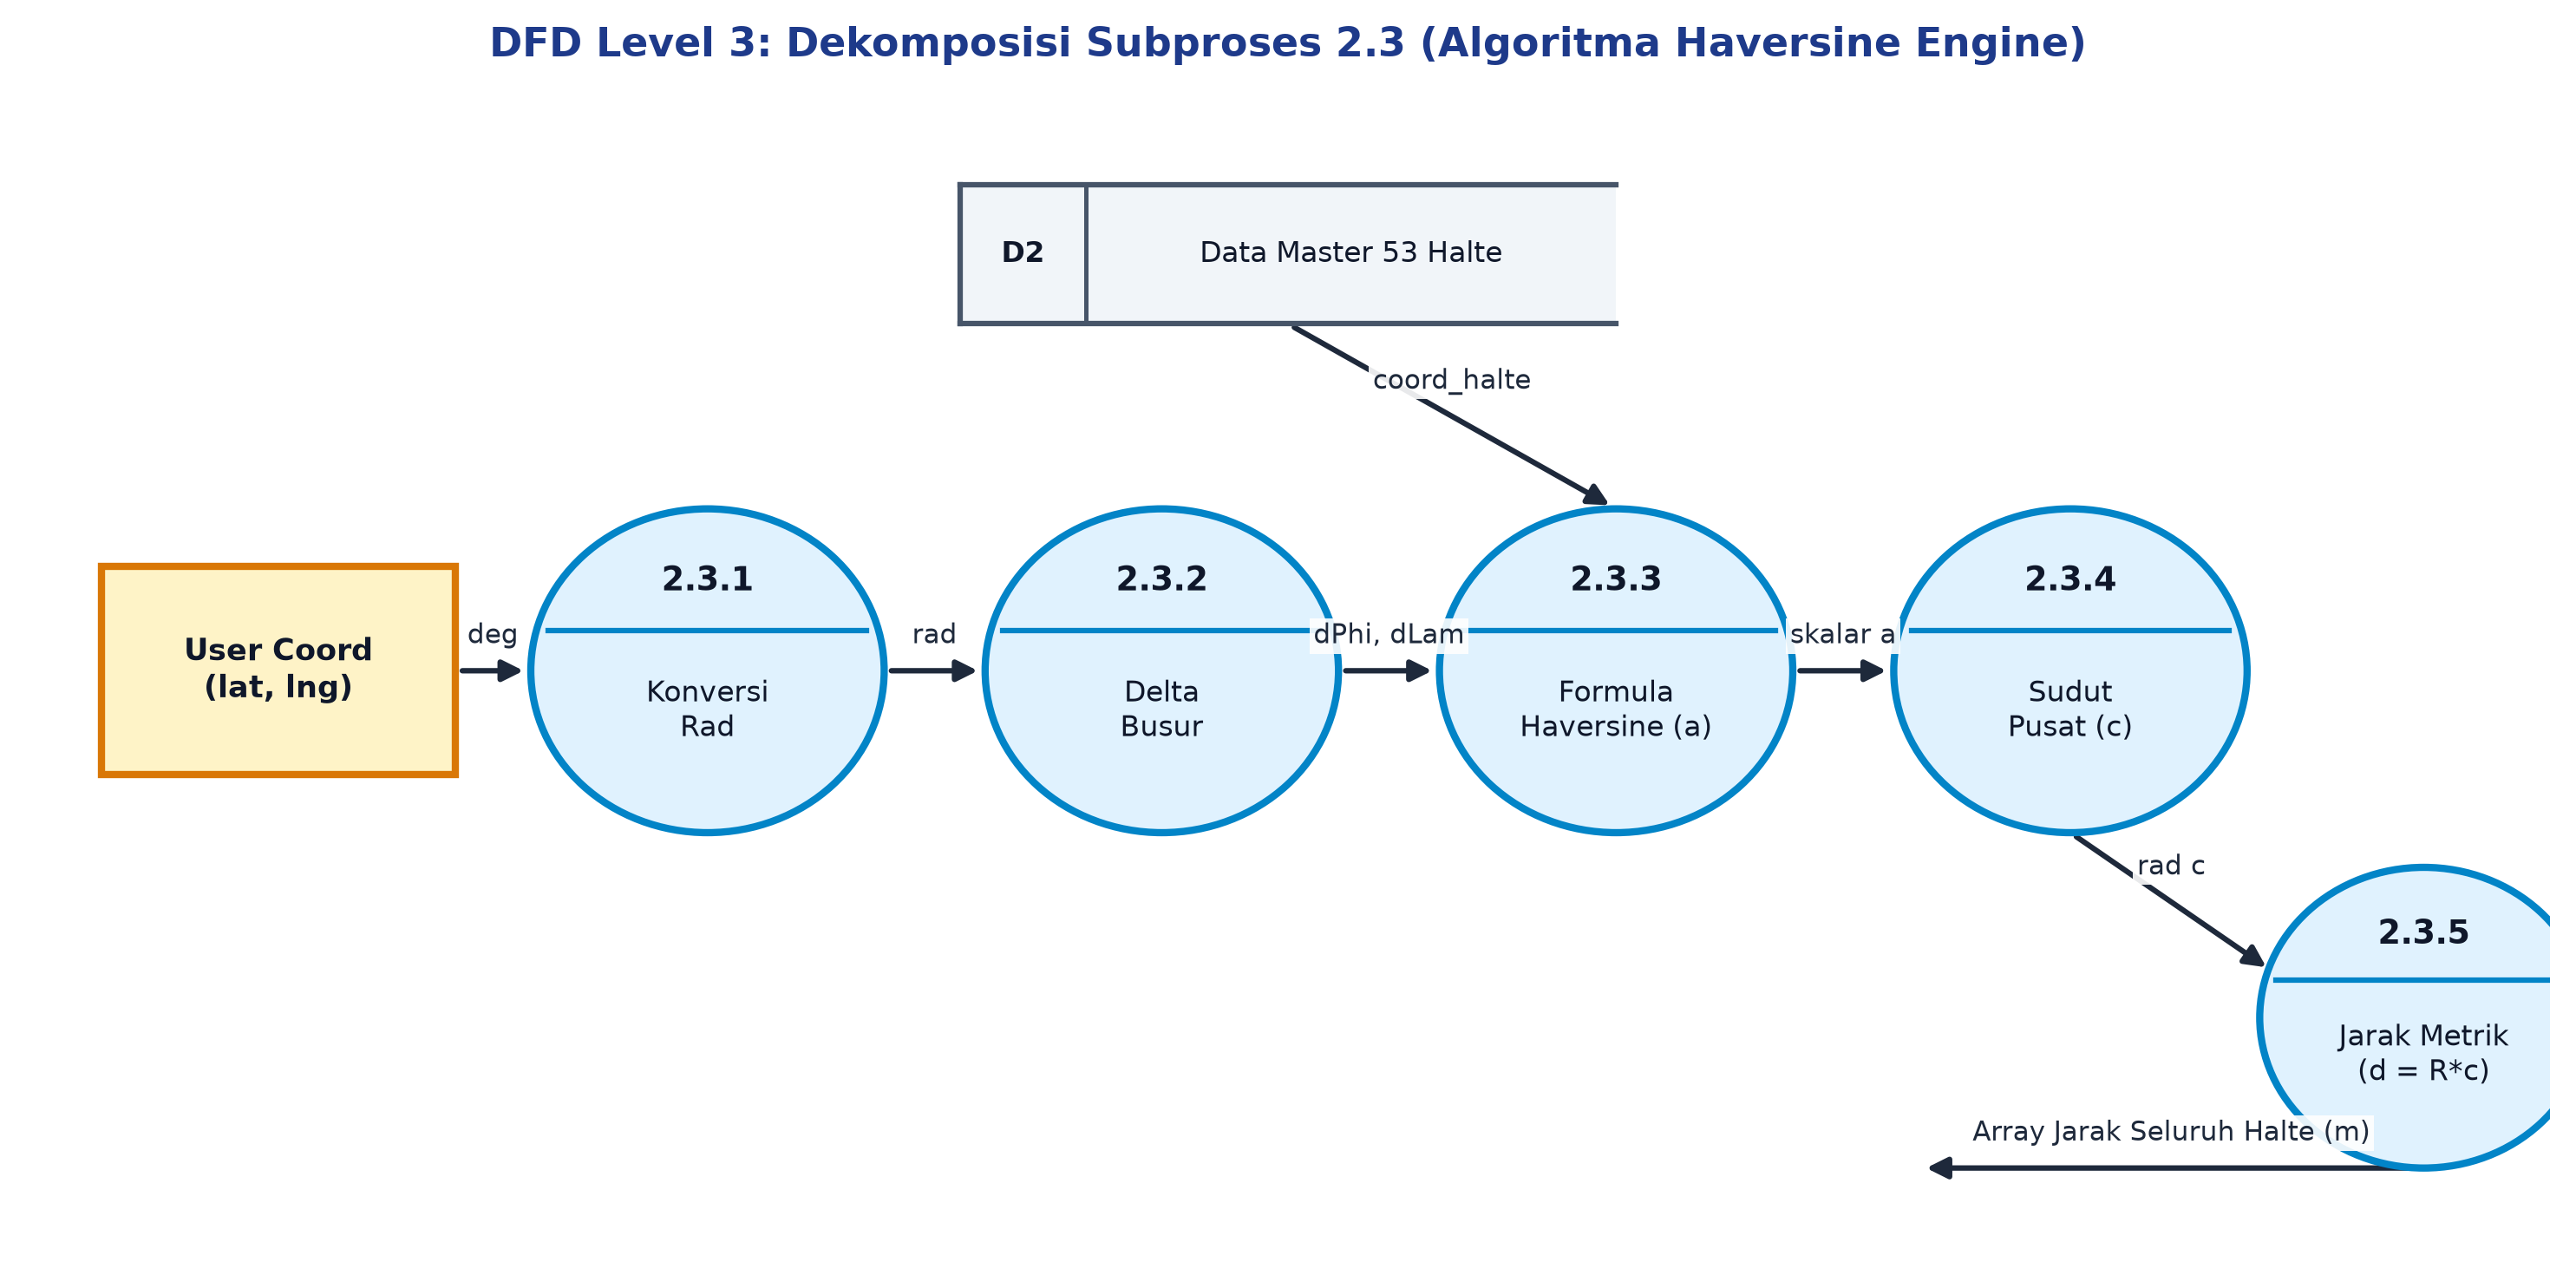 DFD Level 3: Dekomposisi Subproses 2.3 (Algoritma Haversine Engine)
D2
Data Master 53 Halte
coord_halte
User Coord
(lat, lng)
deg
2.3.1
Konversi
Rad
rad
2.3.2
Delta
Busur
dPhi, dLam
2.3.3
Formula
Haversine (a)
skalar a
2.3.4
Sudut
Pusat (c)
rad c
2.3.5
Jarak Metrik
(d = R*c)
Array Jarak Seluruh Halte (m)